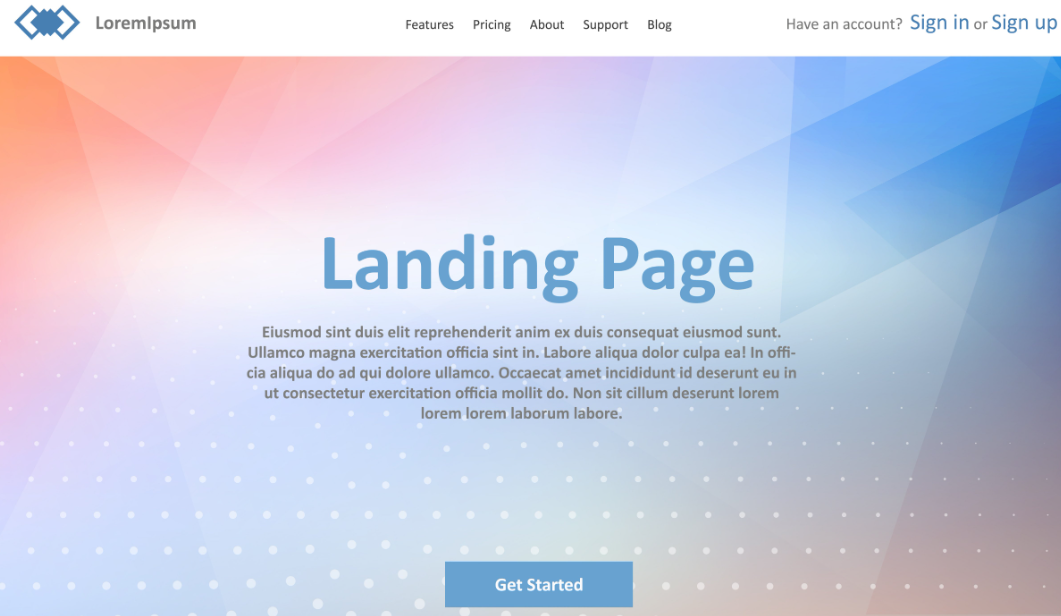 LoremIpsum
Features Pricing About Support Blog
Have an account? Sign in or Sign up
Landing Page
Eiusmod sint duis elit reprehenderit anim ex duis consequat eiusmod sunt.
Ullamco magna exercitation officia sint in. Labore aliqua dolor culpa ea! In offi-
cia aliqua do ad qui dolore ullamco. Occaecat amet incididunt id deserunt eu in
ut consectetur exercitation officia mollit do. Non sit cillum deserunt lorem
lorem lorem laborum labore.
Get Started